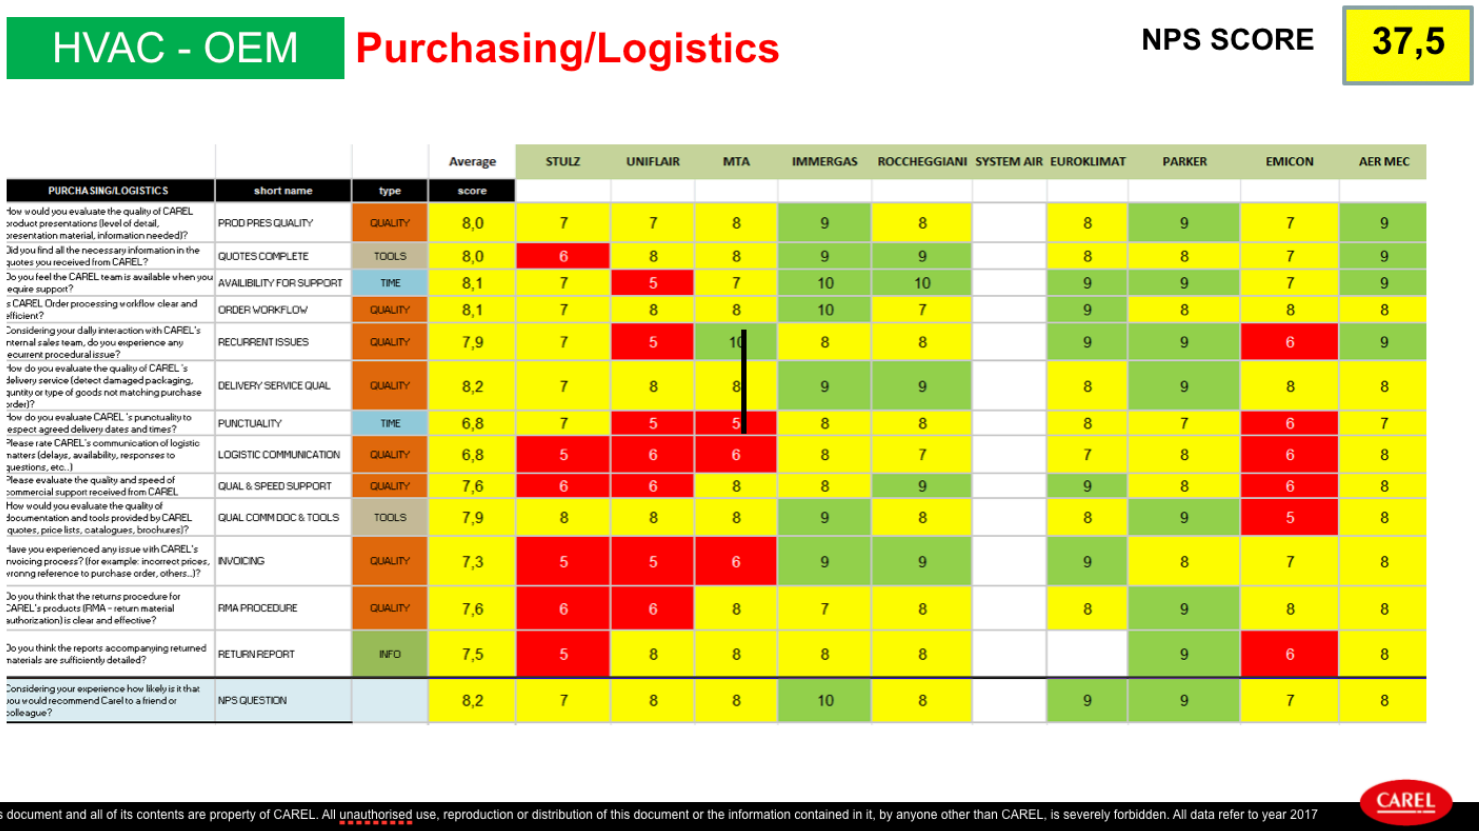 HVAC - OEM Purchasing/Logistics NPS SCORE 37,5
Average STULZ UNIFLAIR MTA IMMERGAS ROCCHEGGIANI SYSTEM AIR EUROKLIMAT PARKER EMICON AER MEC
PURCHASING/LOGISTICS short name type score
How would you evaluate the quality of CAREL
product presentations (level of detail,
presentation material, information needed)?
PROD PRES QUALITY QUALITY 8,0 7 7 8 9 8 8 9 7 9
Did you find all the necessary information in the
quotes you received from CAREL?
QUOTES COMPLETE TOOLS 8,0 6 8 8 9 9 8 8 7 9
Do you feel the CAREL team is available when you
require support?
AVAILIBILITY FOR SUPPORT TIME 8,1 7 5 7 10 10 9 9 7 9
s CAREL Order processing workflow clear and
efficient?
ORDER WORKFLOW QUALITY 8,1 7 8 8 10 7 9 8 8 8
Considering your daily interaction with CAREL's
nternal sales team, do you experience any
ecurrent procedural issue?
RECURRENT ISSUES QUALITY 7,9 7 5 10 8 8 9 9 6 9
How do you evaluate the quality of CAREL 's
delivery service (detect damaged packaging,
quntity or type of goods not matching purchase
order)?
DELIVERY SERVICE QUAL QUALITY 8,2 7 8 8 9 9 8 9 8 8
How do you evaluate CAREL 's punctuality to
espect agreed delivery dates and times?
PUNCTUALITY TIME 6,8 7 5 5 8 8 8 7 6 7
Please rate CAREL's communication of logistic
matters (delays, availability, responses to
questions, etc..)
LOGISTIC COMMUNICATION QUALITY 6,8 5 6 6 8 7 7 8 6 8
Please evaluate the quality and speed of
commercial support received from CAREL
QUAL & SPEED SUPPORT QUALITY 7,6 6 6 8 8 9 9 8 6 8
How would you evaluate the quality of
documentation and tools provided by CAREL
quotes, price lists, catalogues, brochures)?
QUAL COMM DOC & TOOLS TOOLS 7,9 8 8 8 9 8 8 9 5 8
Have you experienced any issue with CAREL's
nvoicing process? (for example: incorrect prices,
vronng reference to purchase order, others...)?
INVOICING QUALITY 7,3 5 5 6 9 9 9 8 7 8
Do you think that the returns procedure for
CAREL's products (RMA - return material
authorization) is clear and effective?
RMA PROCEDURE QUALITY 7,6 6 6 8 7 8 8 9 8 8
Do you think the reports accompanying returned
materials are sufficiently detailed?
RETURN REPORT INFO 7,5 5 8 8 8 8 9 6 8
Considering your experience how likely is it that
you would recommend Carel to a friend or
colleague?
NPS QUESTION 8,2 7 8 8 10 8 9 9 7 8
s document and all of its contents are property of CAREL. All unauthorised use, reproduction or distribution of this document or the information contained in it, by anyone other than CAREL, is severely forbidden. All data refer to year 2017
CAREL